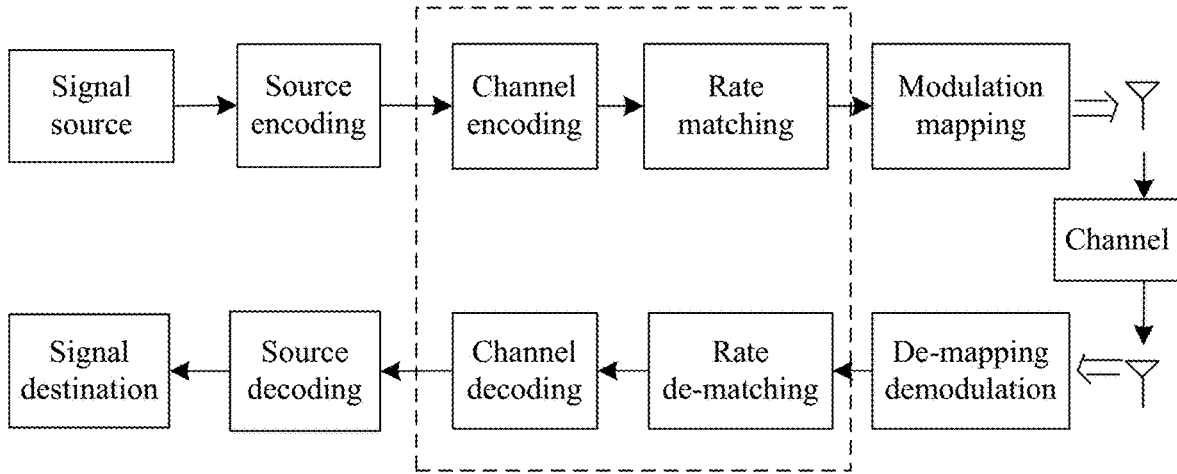 Signal
source
Source
encoding
Channel
encoding
Rate
matching
Modulation
mapping
Channel
Signal
destination
Source
decoding
Channel
decoding
Rate
de-matching
De-mapping
demodulation